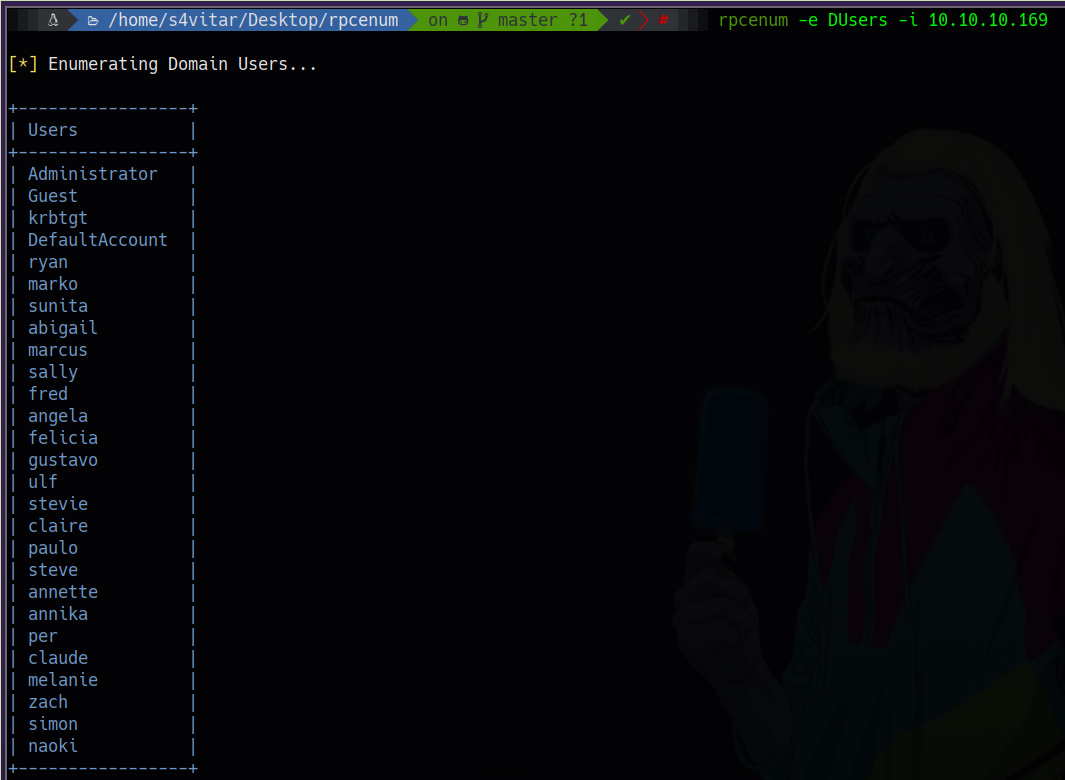 /home/s4vitar/Desktop/rpcenum on master ?1 ✔ # rpcenum -e DUsers -i 10.10.10.169
[*] Enumerating Domain Users...
+-----------------+
| Users           |
+-----------------+
| Administrator   |
| Guest           |
| krbtgt          |
| DefaultAccount  |
| ryan            |
| marko           |
| sunita          |
| abigail         |
| marcus          |
| sally           |
| fred            |
| angela          |
| felicia         |
| gustavo         |
| ulf             |
| stevie          |
| claire          |
| paulo           |
| steve           |
| annette         |
| annika          |
| per             |
| claude          |
| melanie         |
| zach            |
| simon           |
| naoki           |
+-----------------+